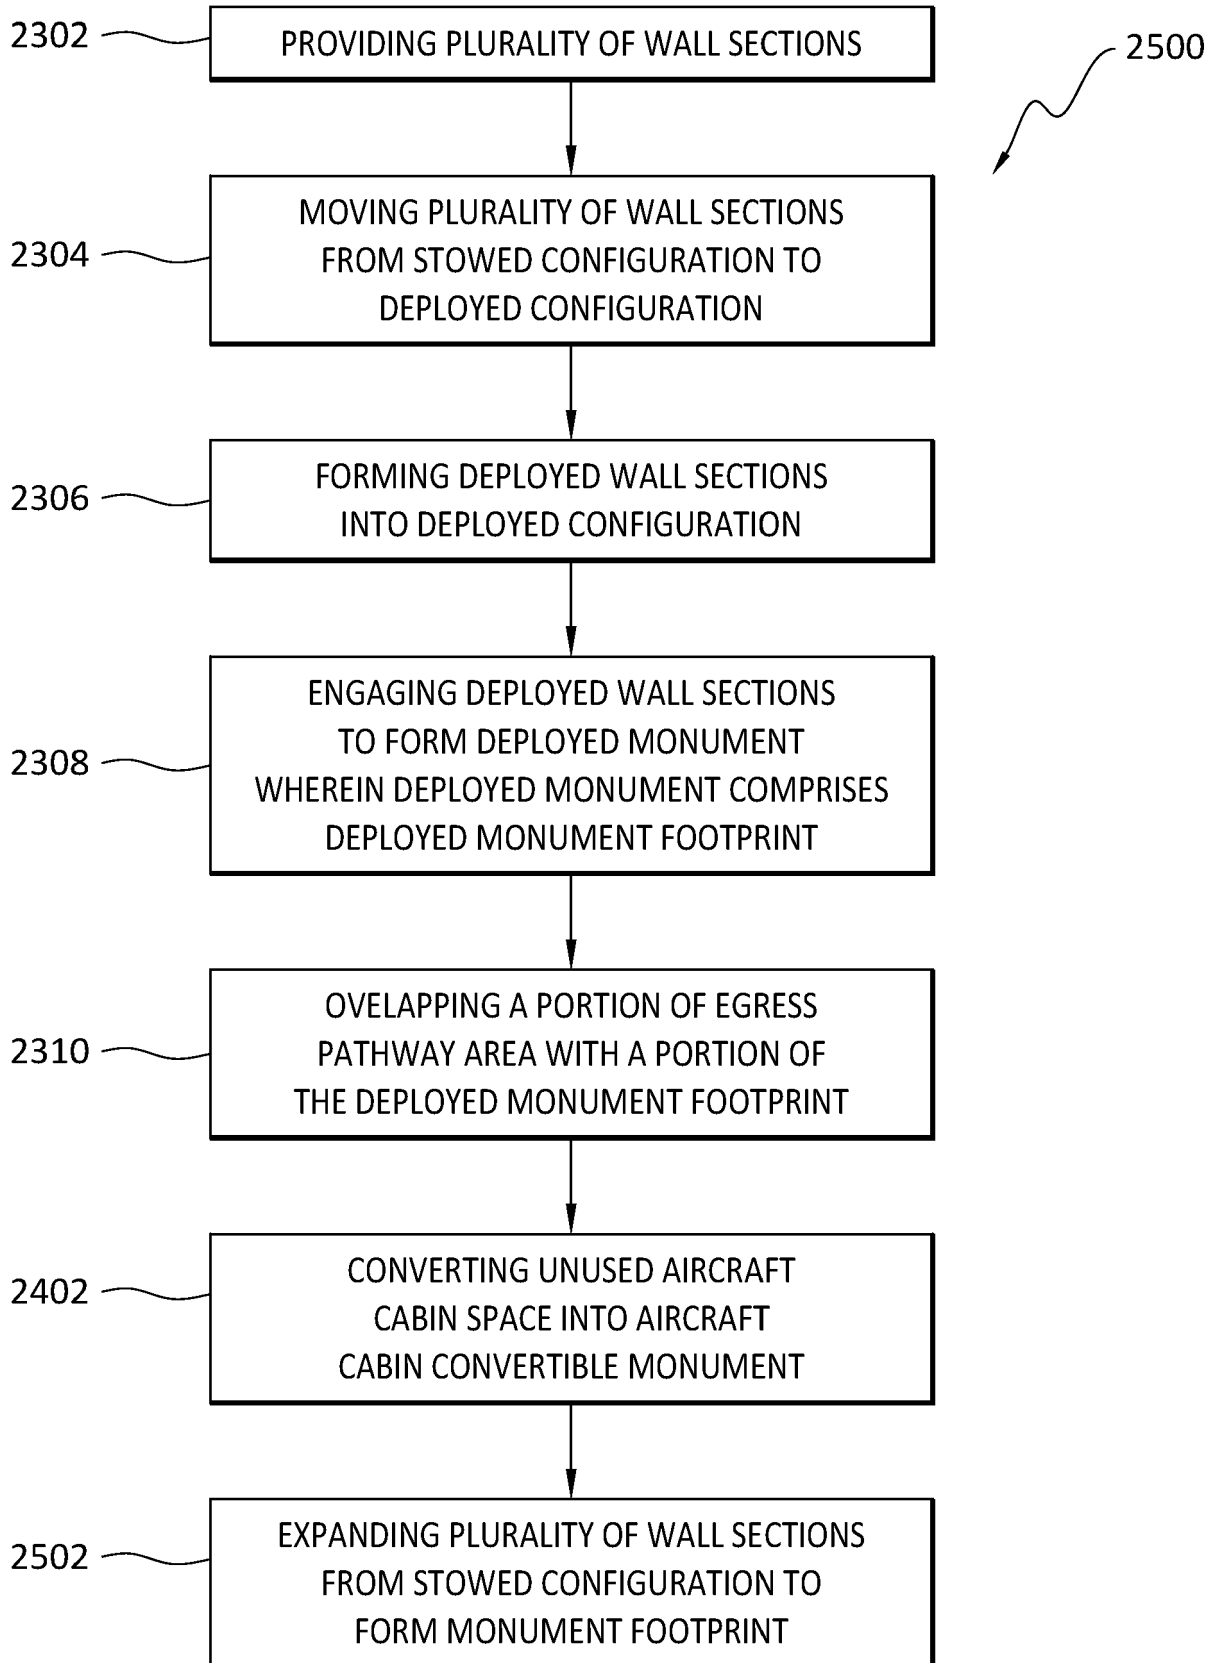 2302
PROVIDING PLURALITY OF WALL SECTIONS
2500
2304
MOVING PLURALITY OF WALL SECTIONS
FROM STOWED CONFIGURATION TO
DEPLOYED CONFIGURATION
2306
FORMING DEPLOYED WALL SECTIONS
INTO DEPLOYED CONFIGURATION
2308
ENGAGING DEPLOYED WALL SECTIONS
TO FORM DEPLOYED MONUMENT
WHEREIN DEPLOYED MONUMENT COMPRISES
DEPLOYED MONUMENT FOOTPRINT
2310
OVELAPPING A PORTION OF EGRESS
PATHWAY AREA WITH A PORTION OF
THE DEPLOYED MONUMENT FOOTPRINT
2402
CONVERTING UNUSED AIRCRAFT
CABIN SPACE INTO AIRCRAFT
CABIN CONVERTIBLE MONUMENT
2502
EXPANDING PLURALITY OF WALL SECTIONS
FROM STOWED CONFIGURATION TO
FORM MONUMENT FOOTPRINT